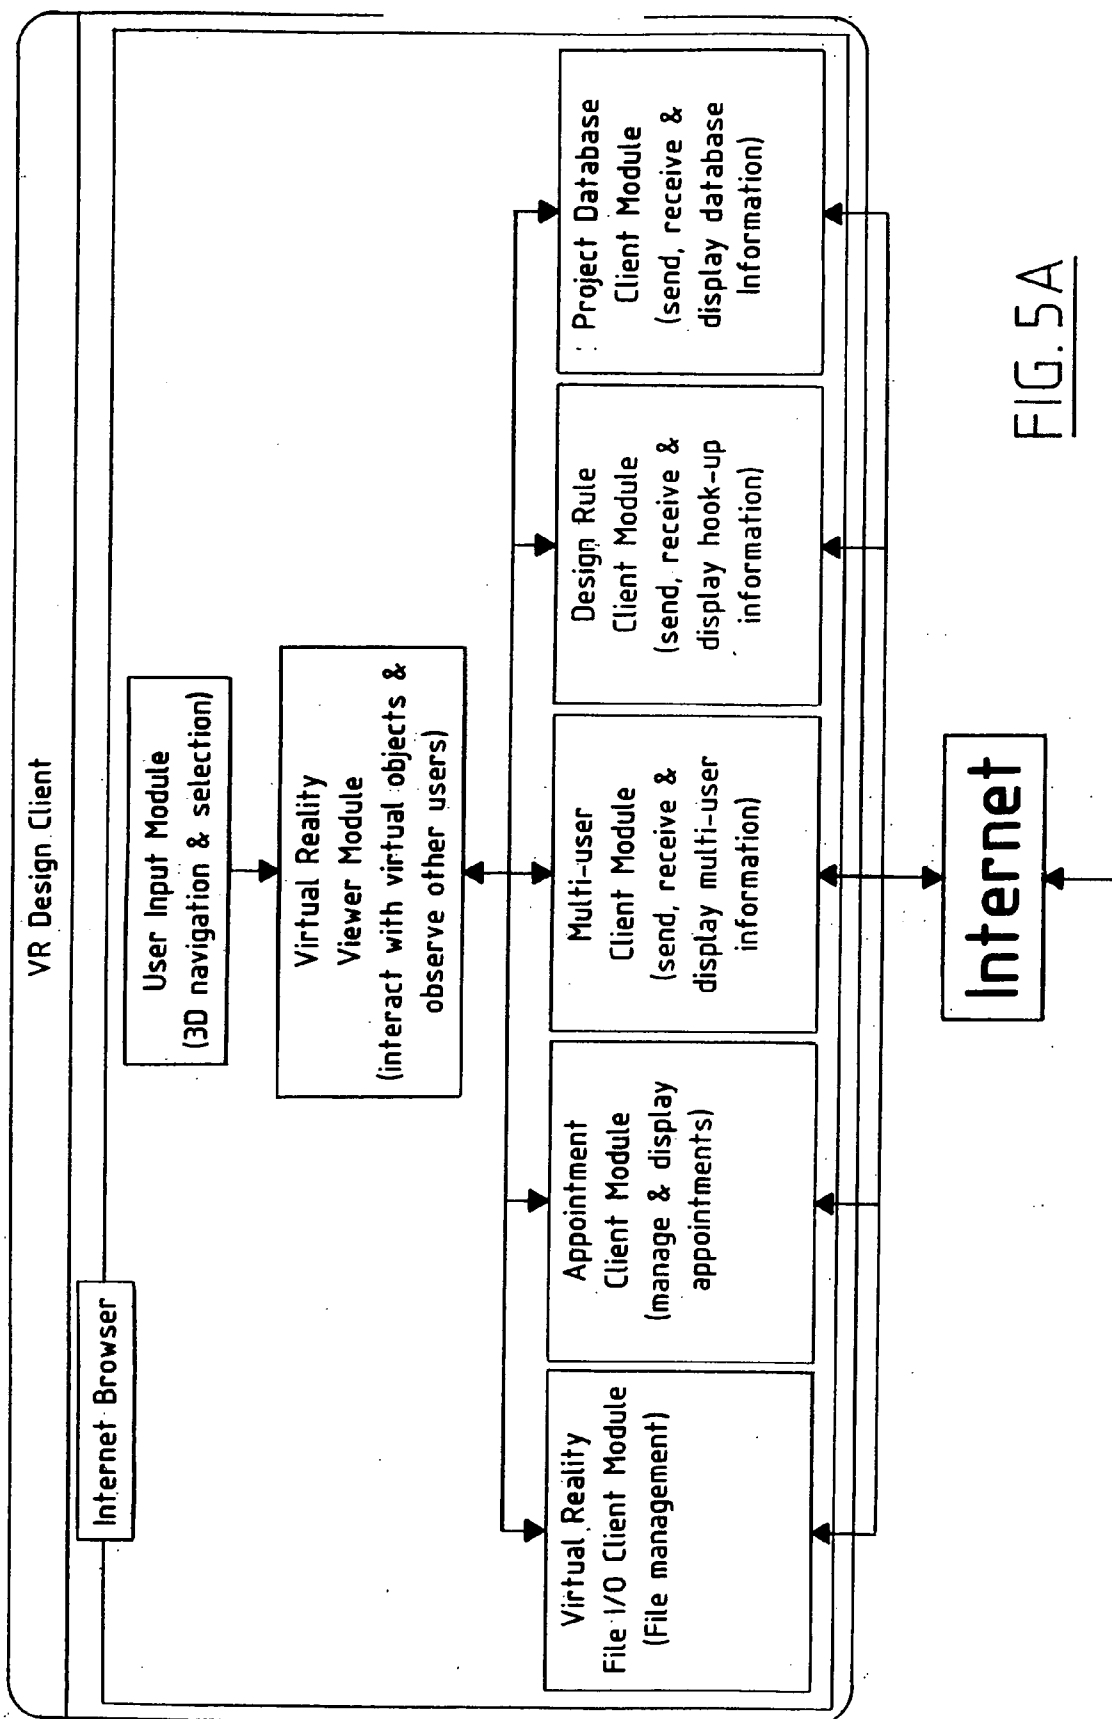 VR Design Client
Internet Browser
User Input Module
(3D navigation & selection)
Virtual Reality
Viewer Module
(interact with virtual objects &
observe other users)
Virtual Reality
File I/O Client Module
(File management)
Appointment
Client Module
(manage & display
appointments)
Multi-user
Client Module
(send, receive &
display multi-user
information)
Design Rule
Client Module
(send, receive &
display hook-up
information)
Project Database
Client Module
(send, receive &
display database
Information)
Internet
FIG. 5A